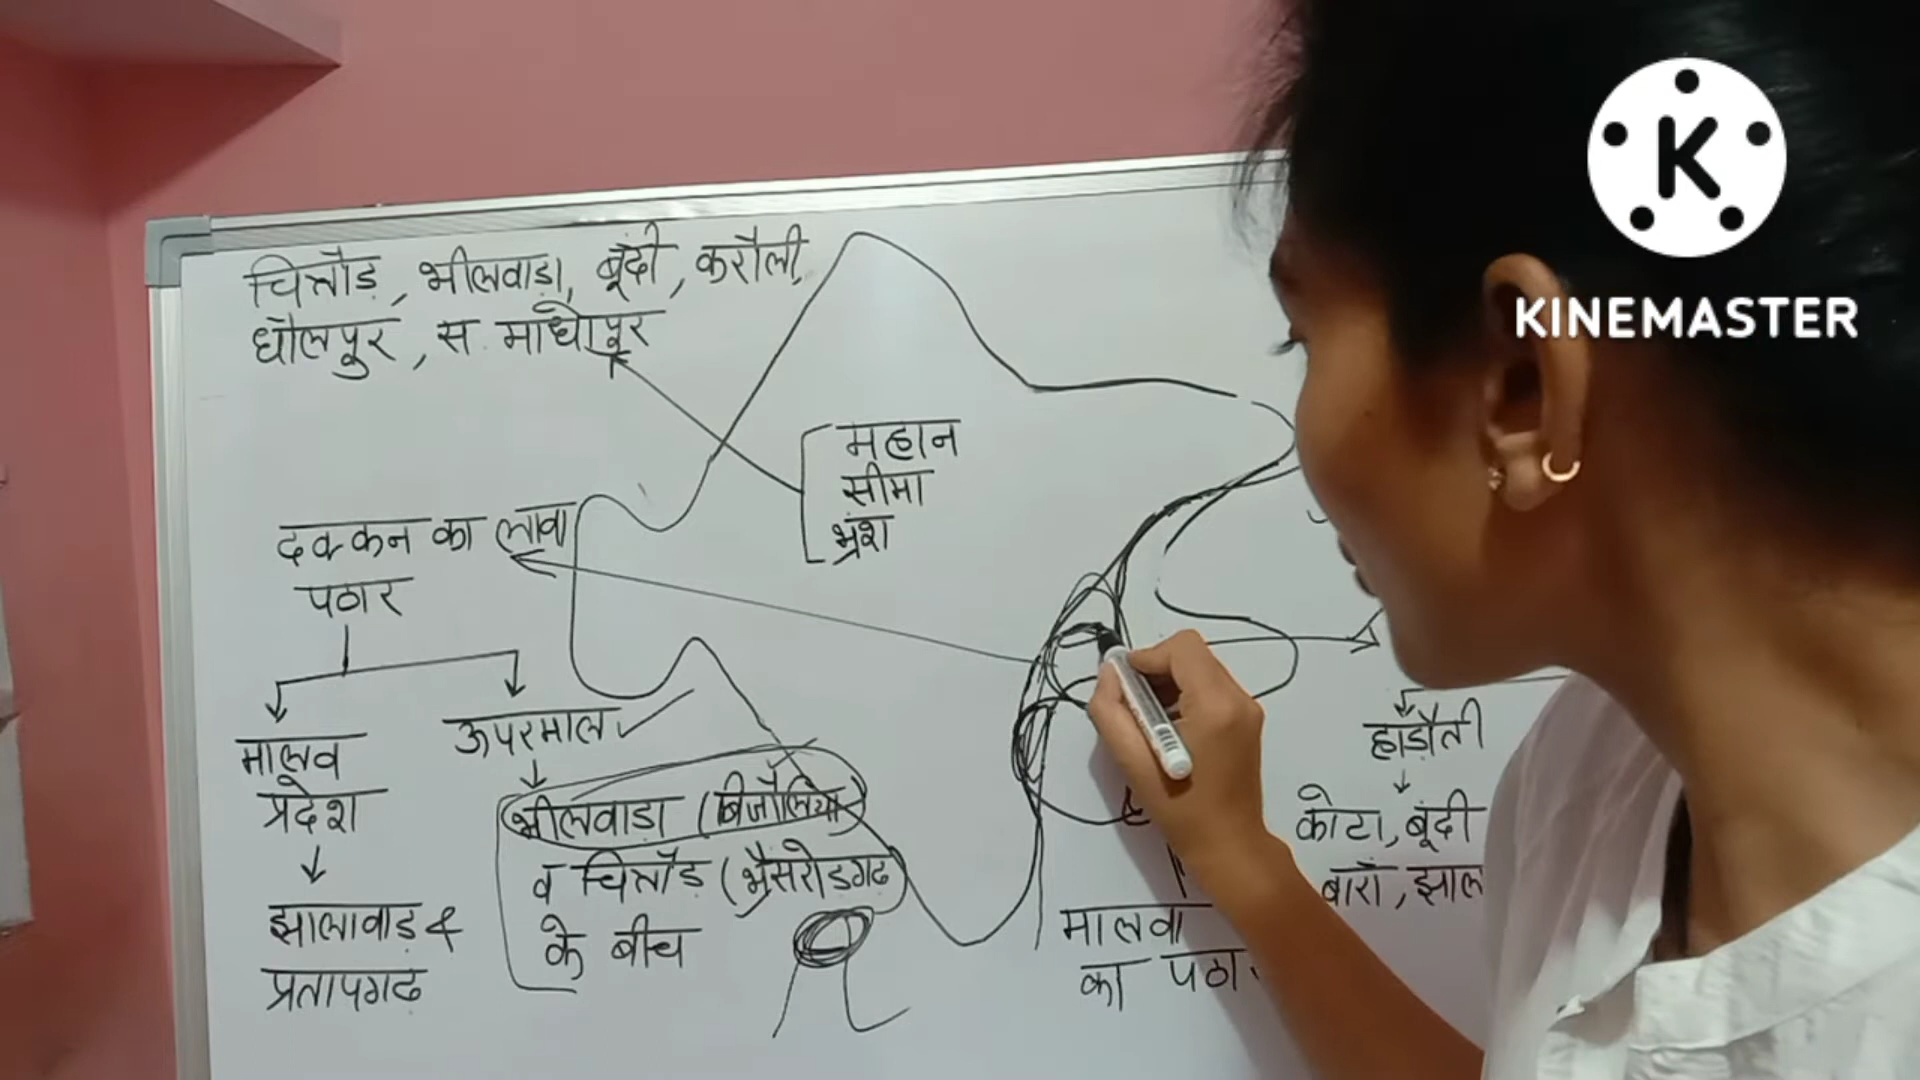 चित्तौड़, भीलवाड़ा, बूंदी, करौली,
धौलपुर, स. माधोपुर
महान
सीमा
भ्रंश
दक्कन का लावा
पठार
मालव
प्रदेश
झालावाड़ &
प्रतापगढ़
ऊपरमाल
भीलवाड़ा (बिजौलिया)
व चित्तौड़ (भैंसरोडगढ)
के बीच
मालवा
का पठार
हाड़ौती
कोटा, बूंदी
बारां, झाल
K
KINEMASTER